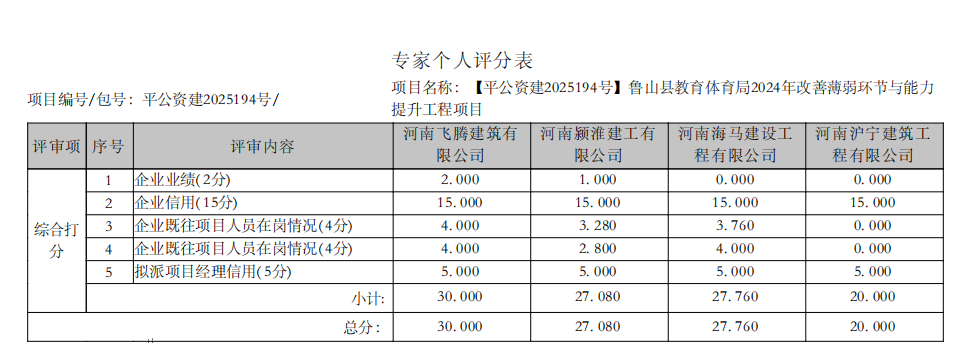 专家个人评分表
项目编号/包号: 平公资建2025194号/
项目名称: 【平公资建2025194号】鲁山县教育体育局2024年改善薄弱环节与能力
提升工程项目
评审项 序号 评审内容 河南飞腾建筑有限公司 河南颍淮建工有限公司 河南海马建设工程有限公司 河南沪宁建筑工程有限公司
综合打分
1 企业业绩(2分) 2.000 1.000 0.000 0.000
2 企业信用(15分) 15.000 15.000 15.000 15.000
3 企业既往项目人员在岗情况(4分) 4.000 3.280 3.760 0.000
4 企业既往项目人员在岗情况(4分) 4.000 2.800 4.000 0.000
5 拟派项目经理信用(5分) 5.000 5.000 5.000 5.000
小计: 30.000 27.080 27.760 20.000
总分: 30.000 27.080 27.760 20.000